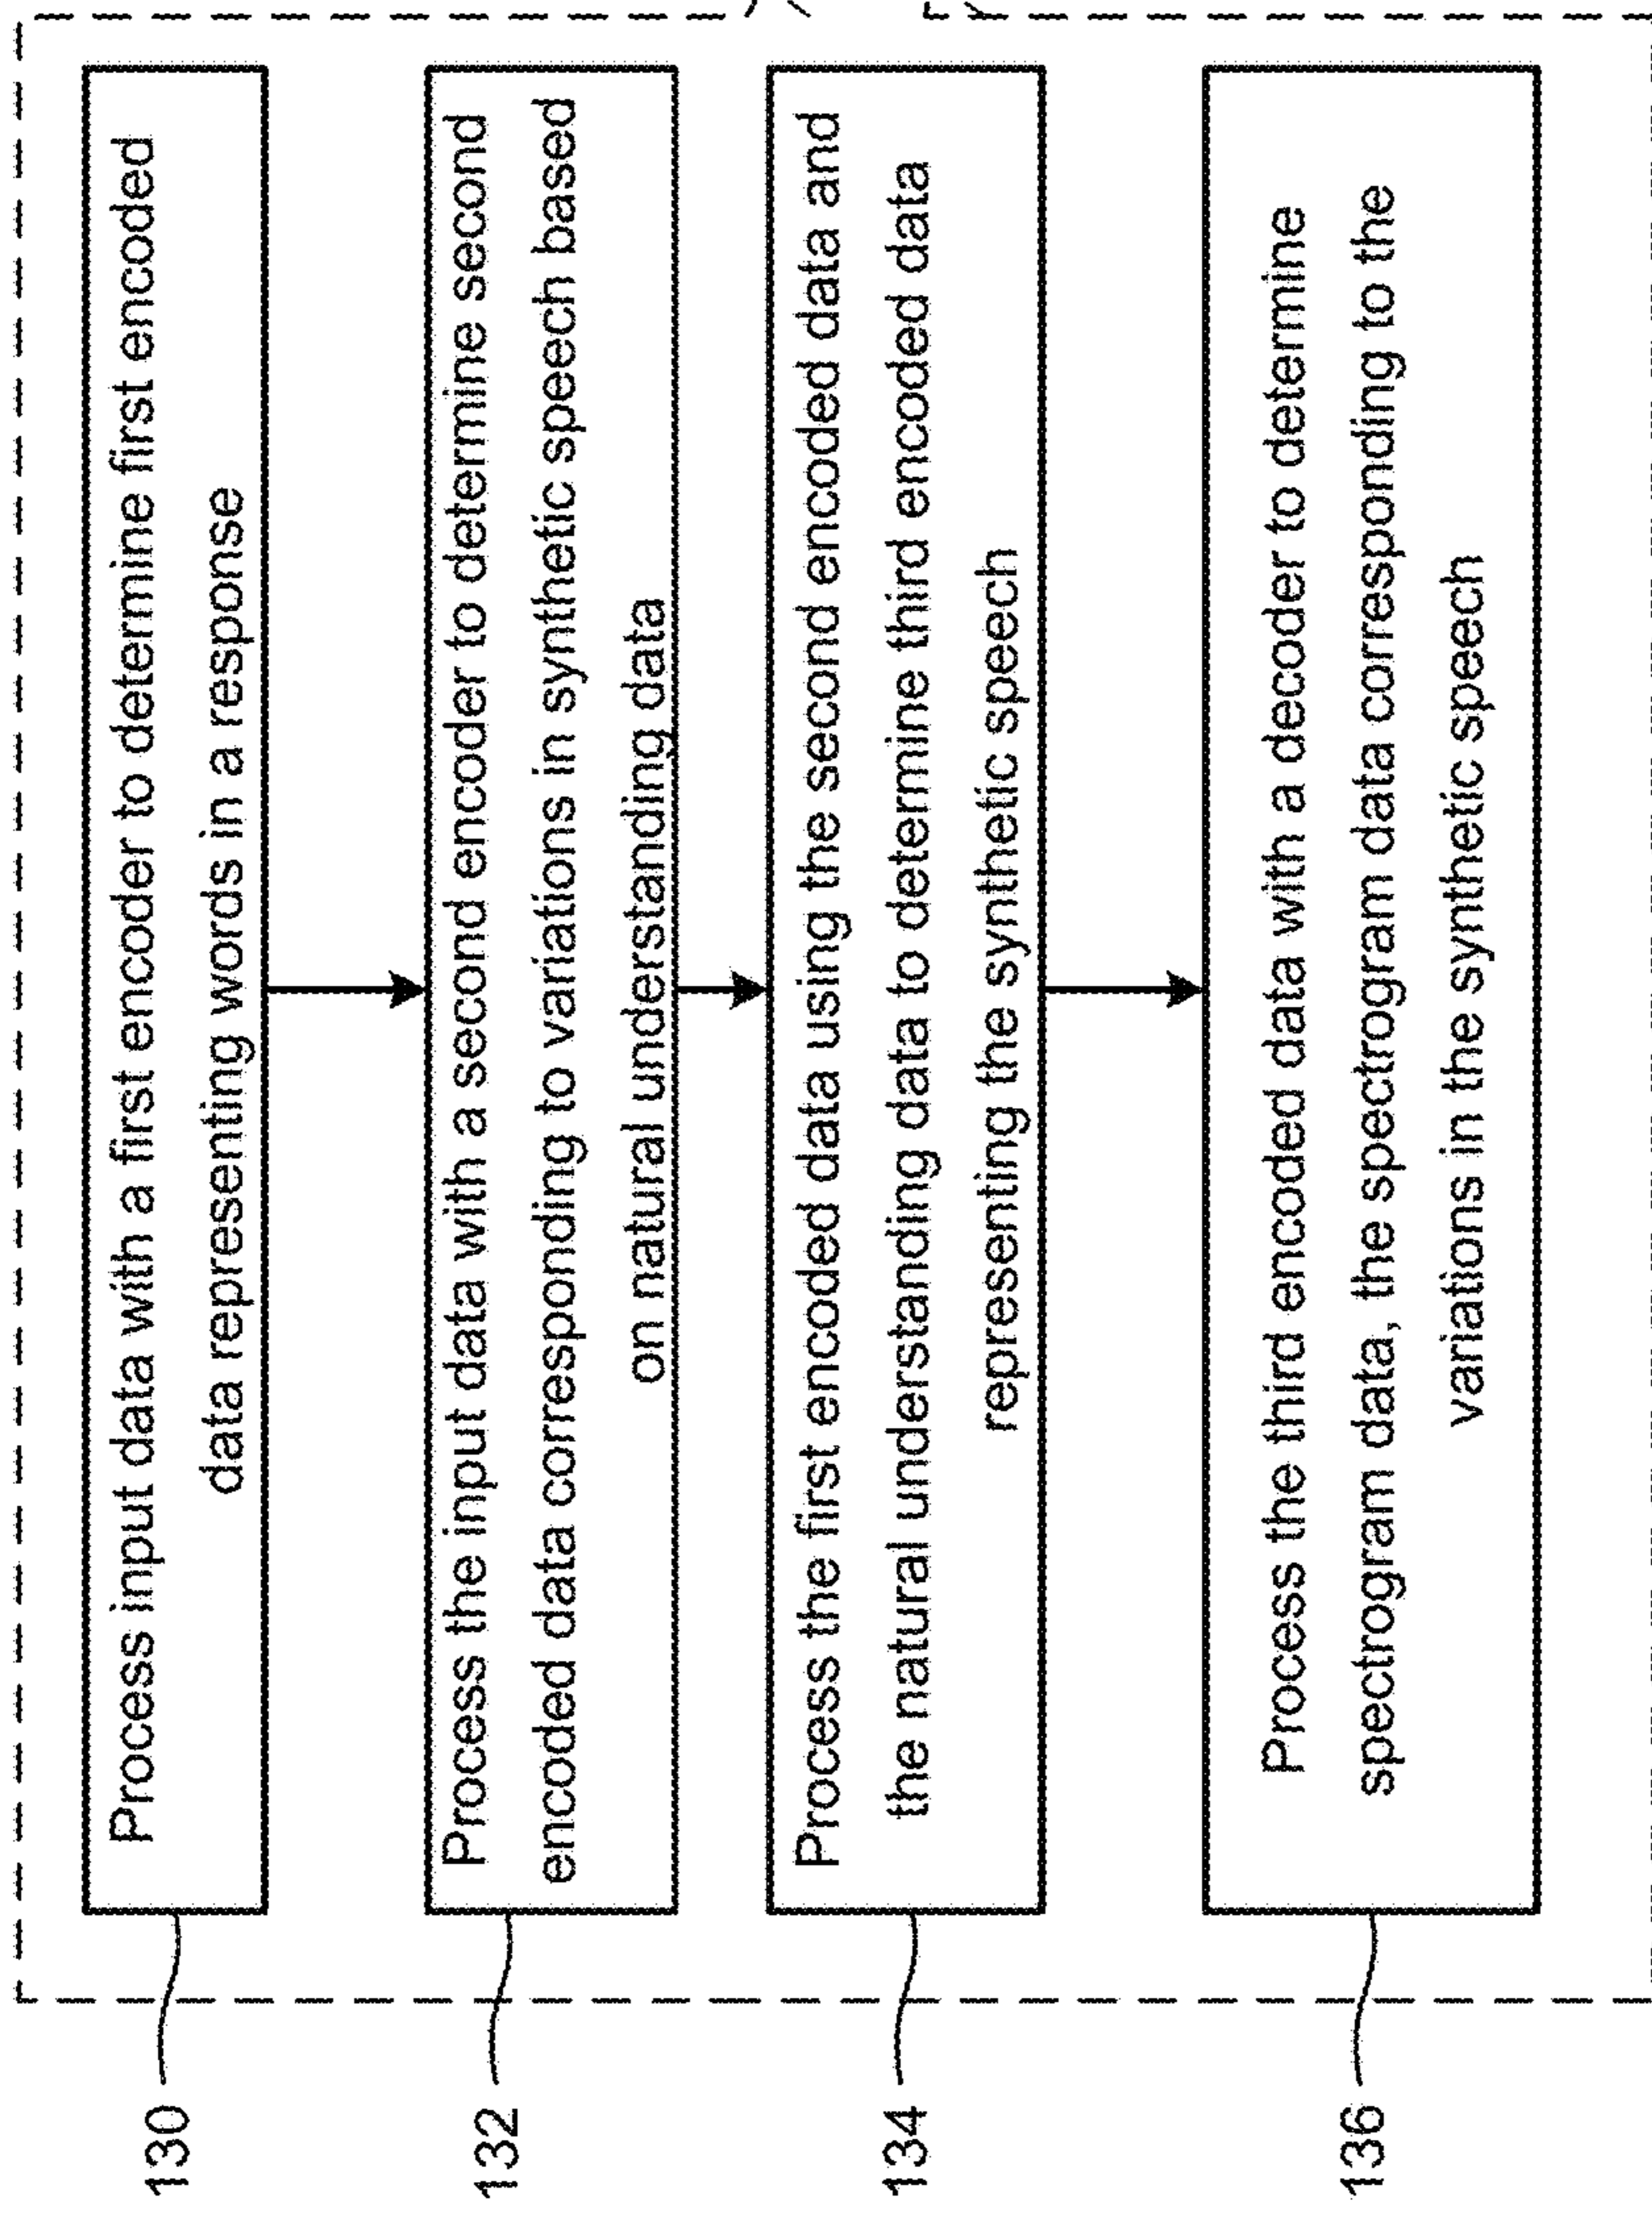 130
Process input data with a first encoder to determine first encoded
data representing words in a response
132
Process the input data with a second encoder to determine second
encoded data corresponding to variations in synthetic speech based
on natural understanding data
134
Process the first encoded data using the second encoded data and
the natural understanding data to determine third encoded data
representing the synthetic speech
136
Process the third encoded data with a decoder to determine
spectrogram data, the spectrogram data corresponding to the
variations in the synthetic speech